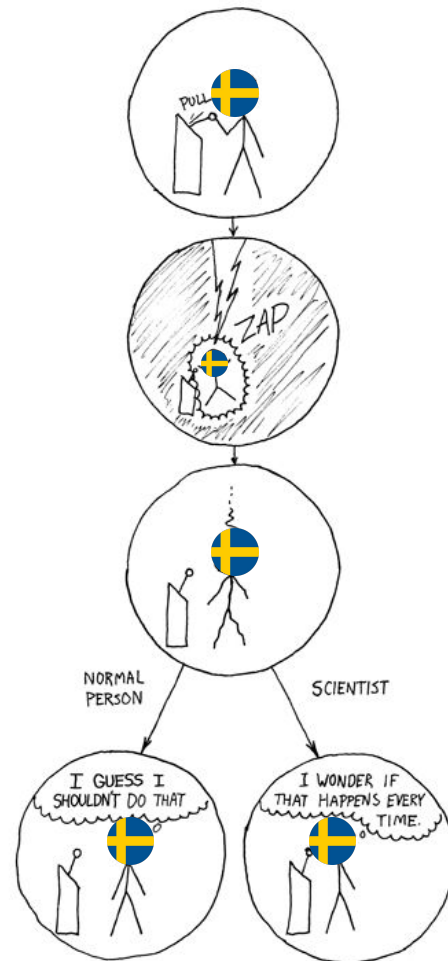 PULL
ZAP
NORMAL
PERSON
SCIENTIST
I GUESS I
SHOULDN'T DO THAT
I WONDER IF
THAT HAPPENS EVERY
TIME.